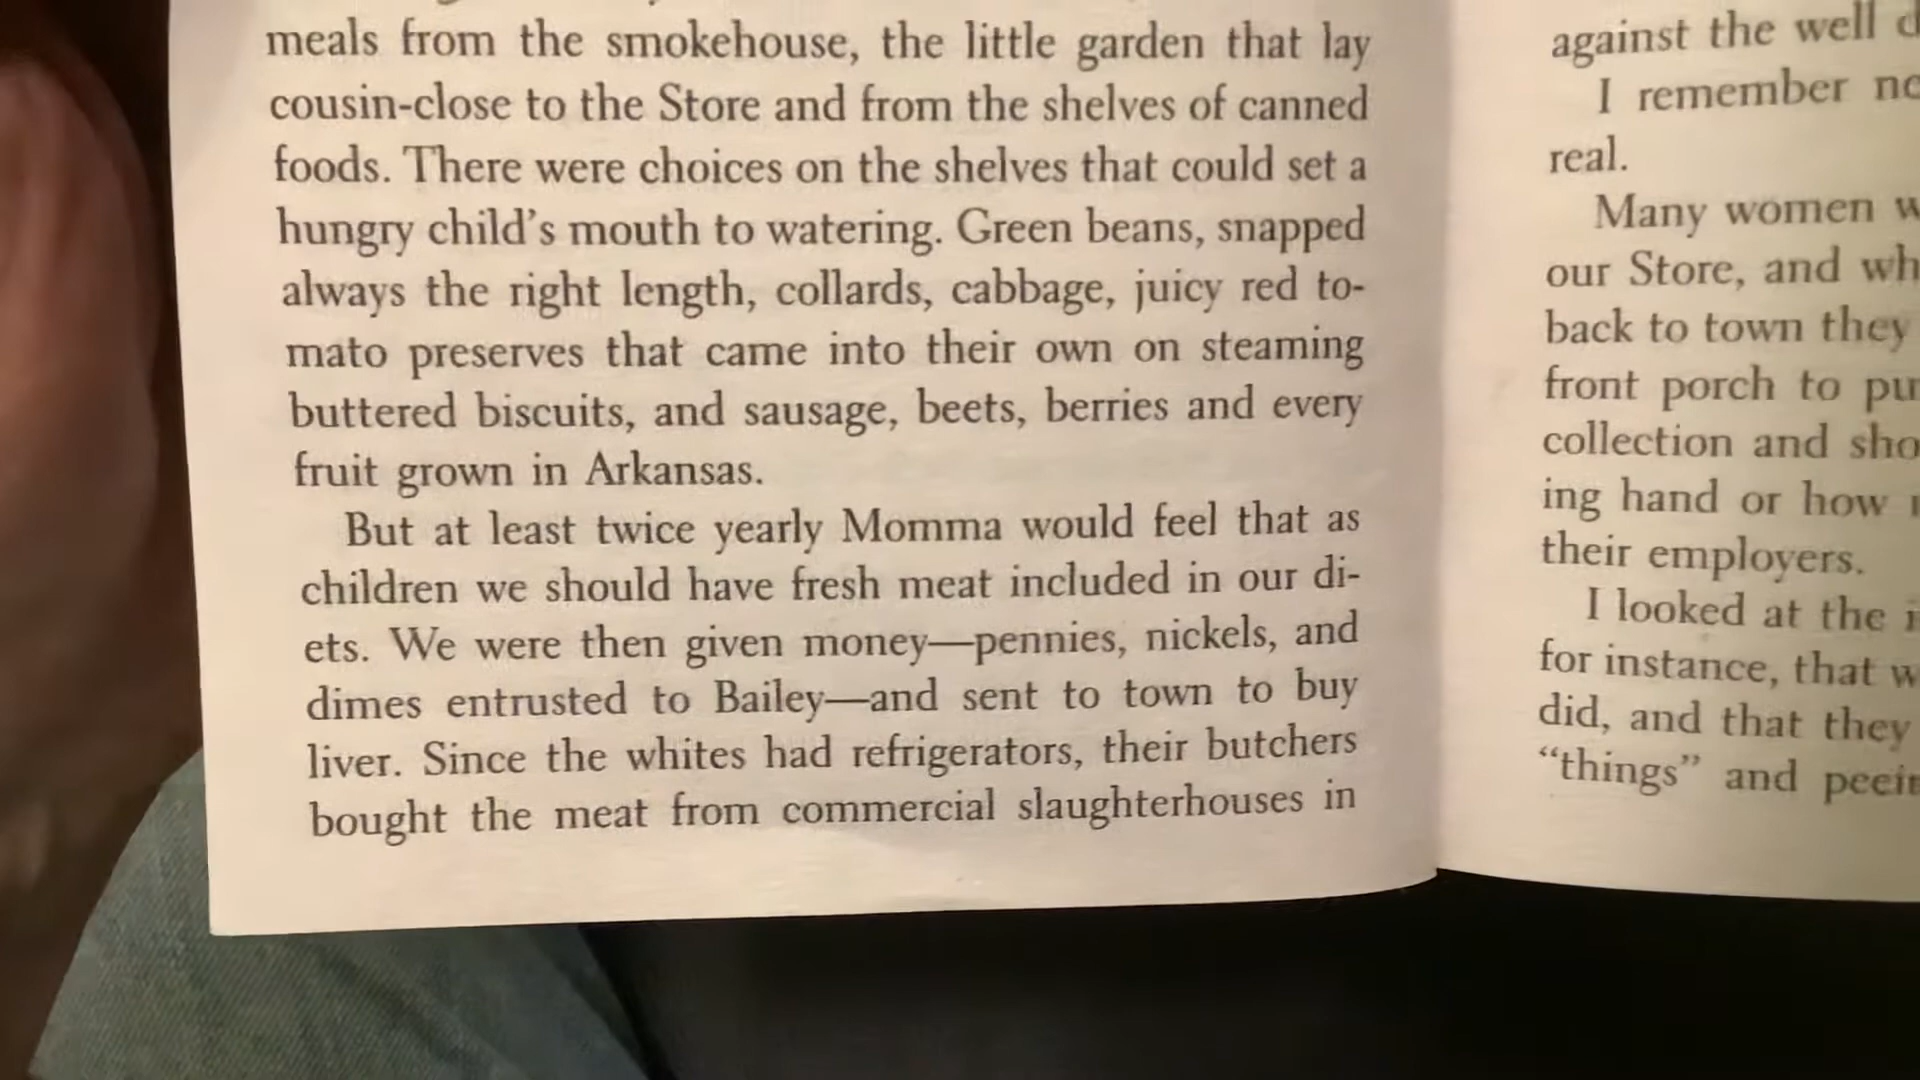 meals from the smokehouse, the little garden that lay
cousin-close to the Store and from the shelves of canned
foods. There were choices on the shelves that could set a
hungry child's mouth to watering. Green beans, snapped
always the right length, collards, cabbage, juicy red to-
mato preserves that came into their own on steaming
buttered biscuits, and sausage, beets, berries and every
fruit grown in Arkansas.
But at least twice yearly Momma would feel that as
children we should have fresh meat included in our di-
ets. We were then given money—pennies, nickels, and
dimes entrusted to Bailey—and sent to town to buy
liver. Since the whites had refrigerators, their butchers
bought the meat from commercial slaughterhouses in
against the well
I remember
real.
Many women
our Store, and
back to town they
front porch to
collection and
ing hand or how
their employers.
I looked at the
for instance, that
did, and that they
“things” and